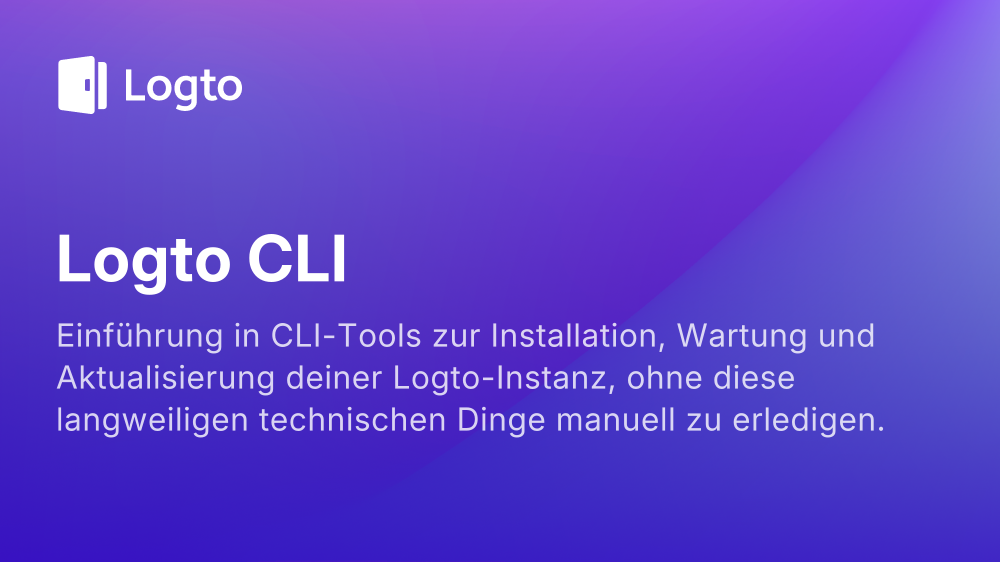 Logto
Logto CLI
Einführung in CLI-Tools zur Installation, Wartung und
Aktualisierung deiner Logto-Instanz, ohne diese
langweiligen technischen Dinge manuell zu erledigen.